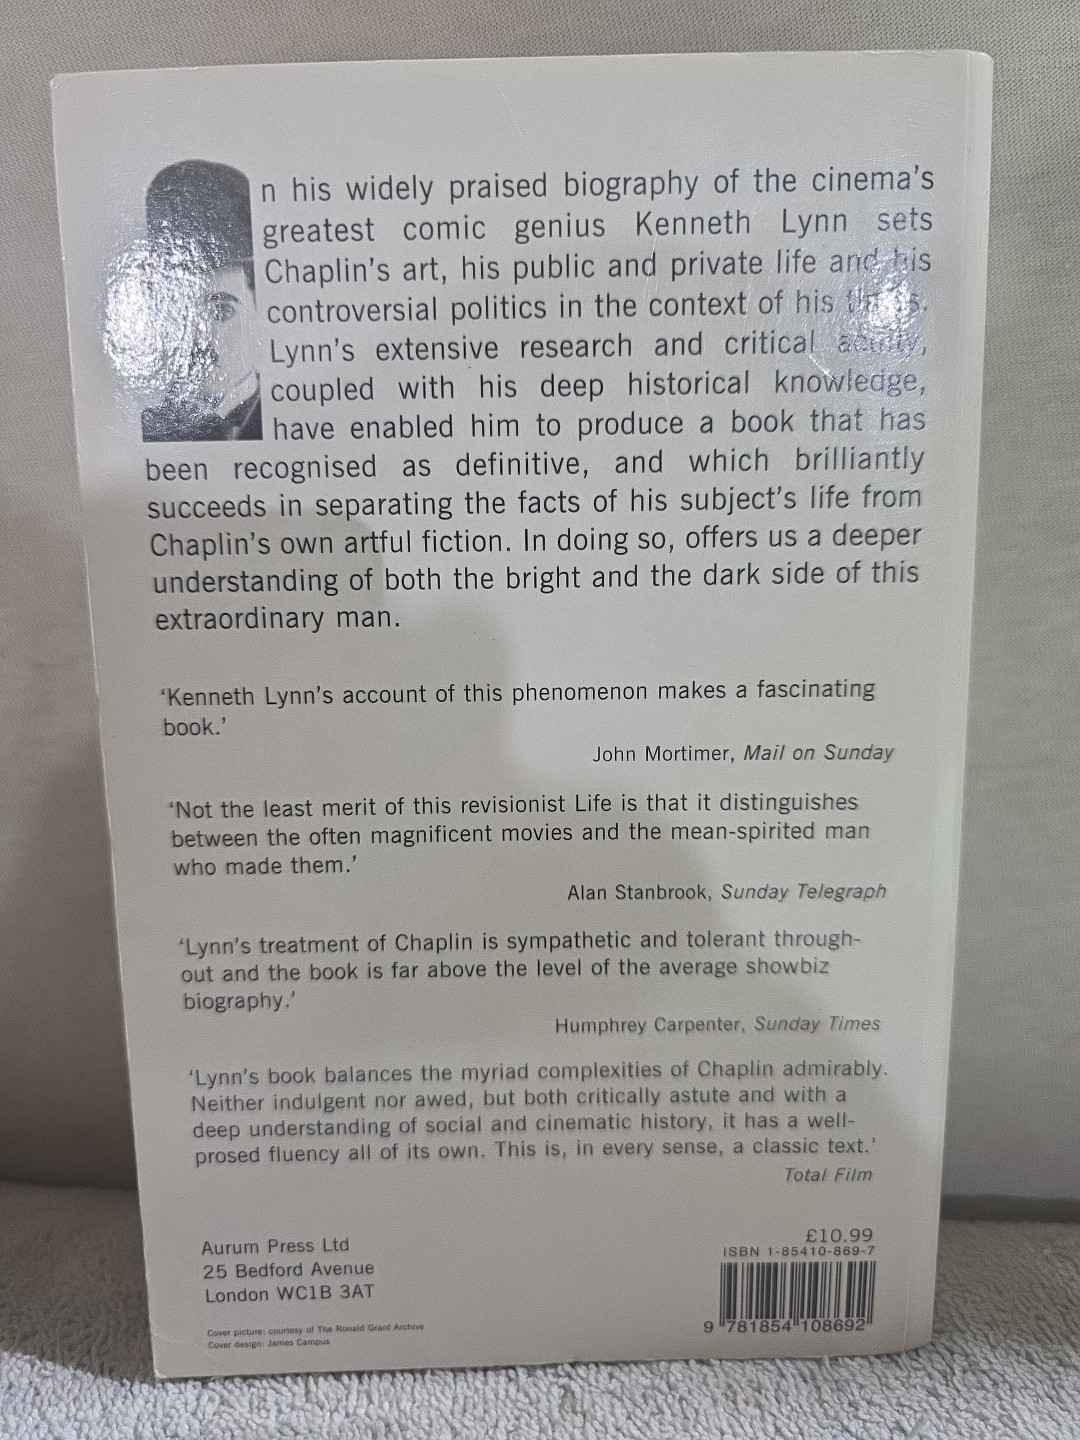 n his widely praised biography of the cinema's
greatest comic genius Kenneth Lynn sets
Chaplin's art, his public and private life and his
controversial politics in the context of his times.
Lynn's extensive research and critical acuity,
coupled with his deep historical knowledge,
have enabled him to produce a book that has
been recognised as definitive, and which brilliantly
succeeds in separating the facts of his subject's life from
Chaplin's own artful fiction. In doing so, offers us a deeper
understanding of both the bright and the dark side of this
extraordinary man.
'Kenneth Lynn's account of this phenomenon makes a fascinating
book.'
John Mortimer, Mail on Sunday
'Not the least merit of this revisionist Life is that it distinguishes
between the often magnificent movies and the mean-spirited man
who made them.'
Alan Stanbrook, Sunday Telegraph
'Lynn's treatment of Chaplin is sympathetic and tolerant through-
out and the book is far above the level of the average showbiz
biography.'
Humphrey Carpenter, Sunday Times
'Lynn's book balances the myriad complexities of Chaplin admirably.
Neither indulgent nor awed, but both critically astute and with a
deep understanding of social and cinematic history, it has a well-
prosed fluency all of its own. This is, in every sense, a classic text.'
Total Film
Aurum Press Ltd
25 Bedford Avenue
London WC1B 3AT
Cover picture: courtesy of The Ronald Grant Archive
Cover design: James Campus
£10.99
ISBN 1-85410-869-7
9 781854 108692